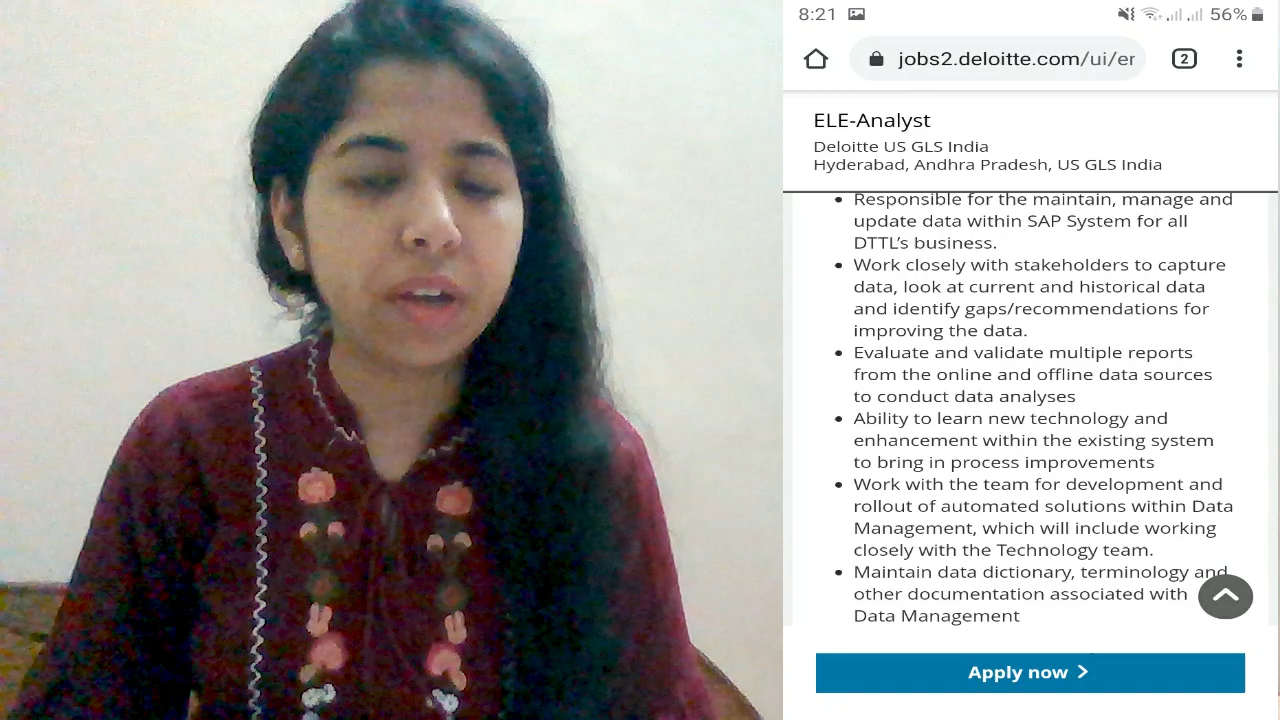 8:21
56%
jobs2.deloitte.com/ui/er
2
ELE-Analyst
Deloitte US GLS India
Hyderabad, Andhra Pradesh, US GLS India
• Responsible for the maintain, manage and
update data within SAP System for all
DTTL's business.
• Work closely with stakeholders to capture
data, look at current and historical data
and identify gaps/recommendations for
improving the data.
• Evaluate and validate multiple reports
from the online and offline data sources
to conduct data analyses
• Ability to learn new technology and
enhancement within the existing system
to bring in process improvements
• Work with the team for development and
rollout of automated solutions within Data
Management, which will include working
closely with the Technology team.
• Maintain data dictionary, terminology and
other documentation associated with
Data Management
Apply now >